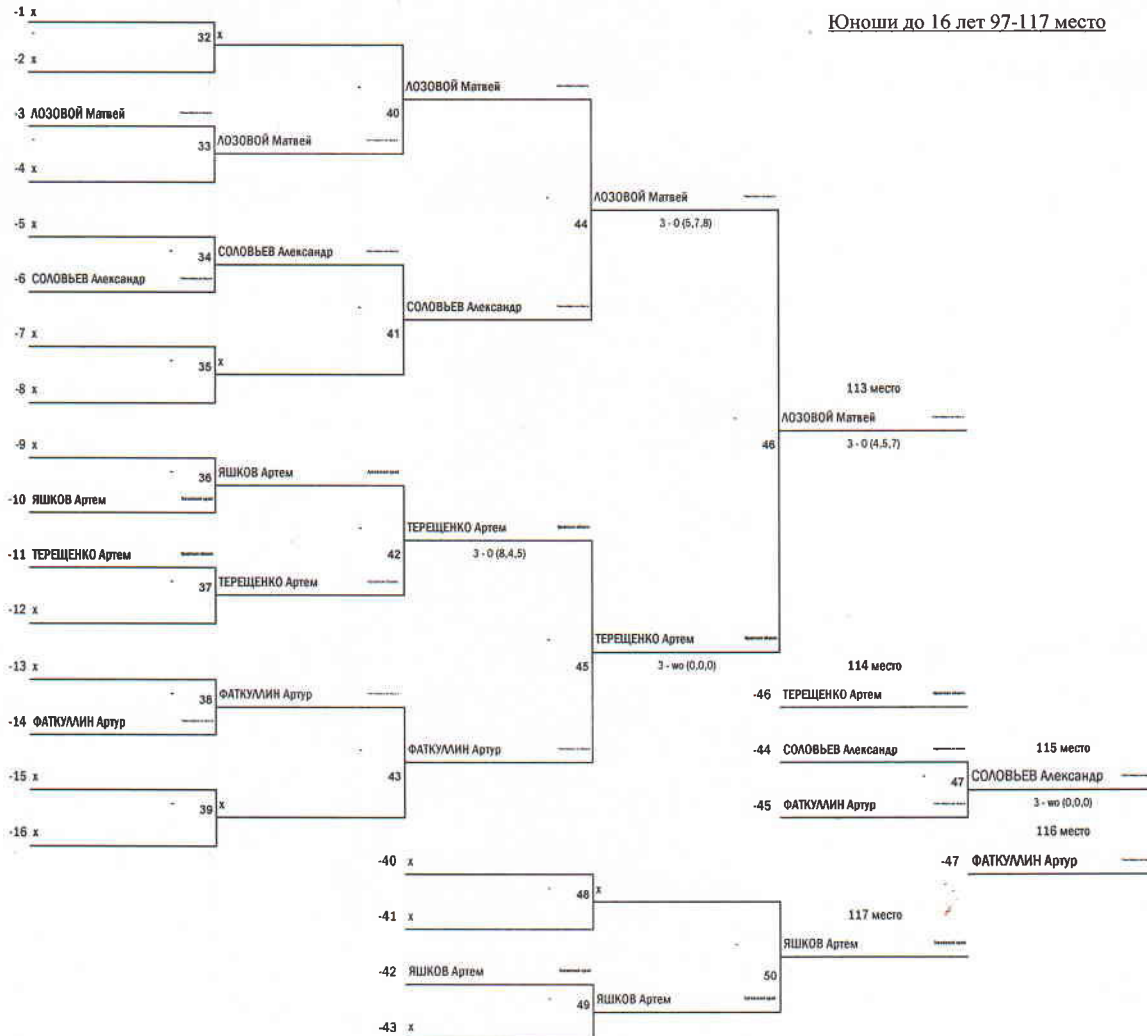 Юноши до 16 лет 97-117 место
-1 х
32 х
-2 х
ЛОЗОВОЙ Матвей
-3 ЛОЗОВОЙ Матвей
40
33 ЛОЗОВОЙ Матвей
-4 х
ЛОЗОВОЙ Матвей
-5 х
44
3 - 0 (5,7,8)
34 СОЛОВЬЕВ Александр
-6 СОЛОВЬЕВ Александр
СОЛОВЬЕВ Александр
-7 х
41
35 х
-8 х
113 место
ЛОЗОВОЙ Матвей
-9 х
46
3 - 0 (4,5,7)
36 ЯШКОВ Артем
-10 ЯШКОВ Артем
ТЕРЕЩЕНКО Артем
-11 ТЕРЕЩЕНКО Артем
42
3 - 0 (8,4,5)
37 ТЕРЕЩЕНКО Артем
-12 х
ТЕРЕЩЕНКО Артем
-13 х
45
3 - wo (0,0,0)
114 место
38 ФАТКУЛЛИН Артур
-46 ТЕРЕЩЕНКО Артем
-14 ФАТКУЛЛИН Артур
ФАТКУЛЛИН Артур
-44 СОЛОВЬЕВ Александр
115 место
-15 х
43
47 СОЛОВЬЕВ Александр
39 х
-45 ФАТКУЛЛИН Артур
3 - wo (0,0,0)
-16 х
116 место
-40 х
-47 ФАТКУЛЛИН Артур
48 х
-41 х
117 место
ЯШКОВ Артем
-42 ЯШКОВ Артем
50
49 ЯШКОВ Артем
-43 х